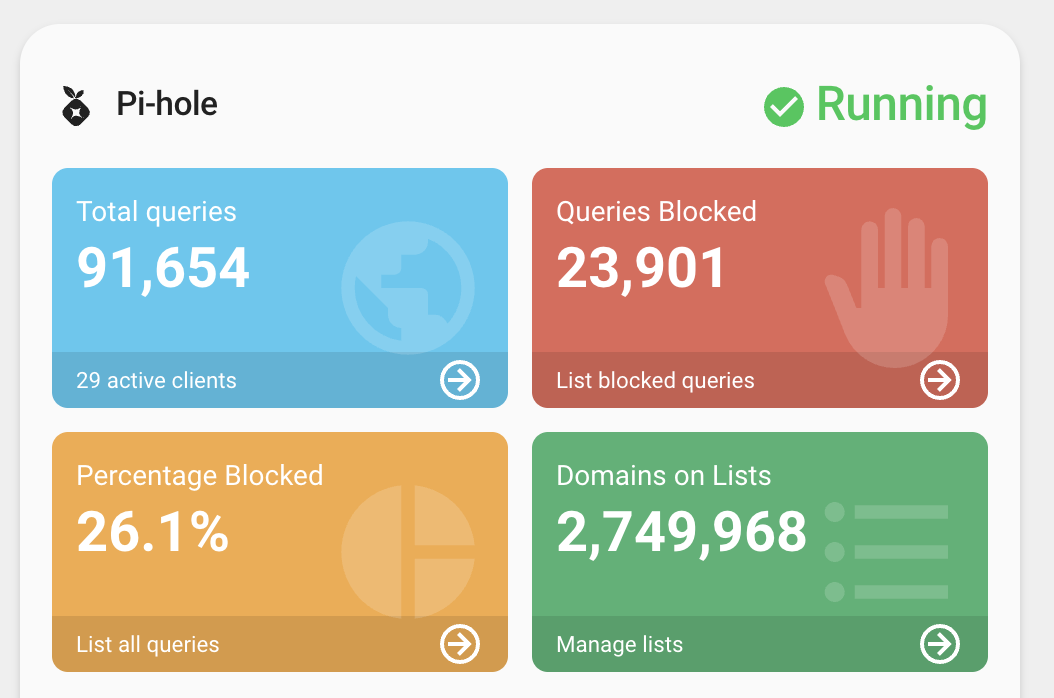 Pi-hole
Running
Total queries
91,654
29 active clients
Queries Blocked
23,901
List blocked queries
Percentage Blocked
26.1%
List all queries
Domains on Lists
2,749,968
Manage lists